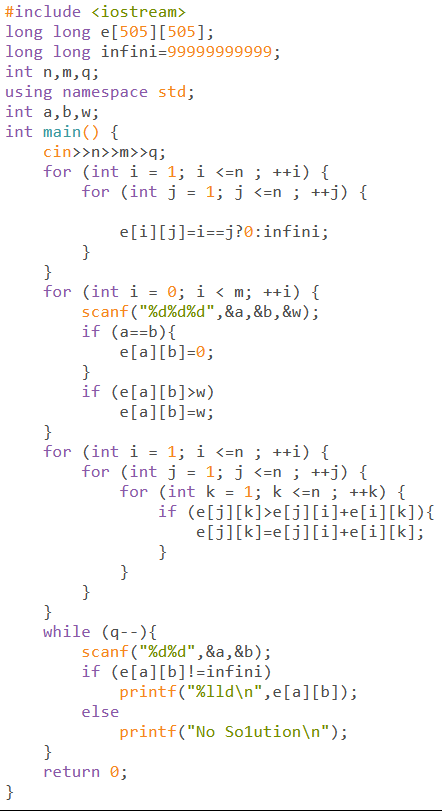 #include <iostream>
long long e[505][505];
long long infini=99999999999;
int n,m,q;
using namespace std;
int a,b,w;
int main() {
    cin>>n>>m>>q;
    for (int i = 1; i <=n ; ++i) {
        for (int j = 1; j <=n ; ++j) {

            e[i][j]=i==j?0:infini;
        }
    }
    for (int i = 0; i < m; ++i) {
        scanf("%d%d%d",&a,&b,&w);
        if (a==b){
            e[a][b]=0;
        }
        if (e[a][b]>w)
            e[a][b]=w;
    }
    for (int i = 1; i <=n ; ++i) {
        for (int j = 1; j <=n ; ++j) {
            for (int k = 1; k <=n ; ++k) {
                if (e[j][k]>e[j][i]+e[i][k]){
                    e[j][k]=e[j][i]+e[i][k];
                }
            }
        }
    }
    while (q--){
        scanf("%d%d",&a,&b);
        if (e[a][b]!=infini)
            printf("%lld\n",e[a][b]);
        else
            printf("No So1ution\n");
    }
    return 0;
}